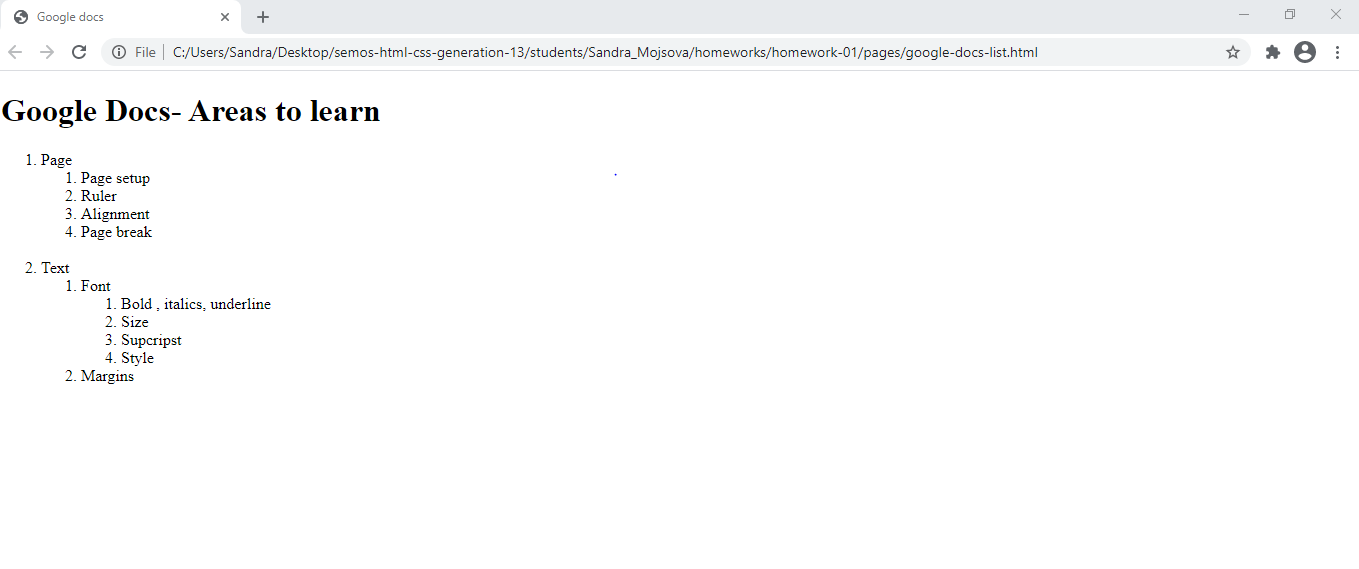 Google docs
File | C:/Users/Sandra/Desktop/semos-html-css-generation-13/students/Sandra_Mojsova/homeworks/homework-01/pages/google-docs-list.html
Google Docs- Areas to learn
1. Page
1. Page setup
2. Ruler
3. Alignment
4. Page break
2. Text
1. Font
1. Bold , italics, underline
2. Size
3. Supcripst
4. Style
2. Margins